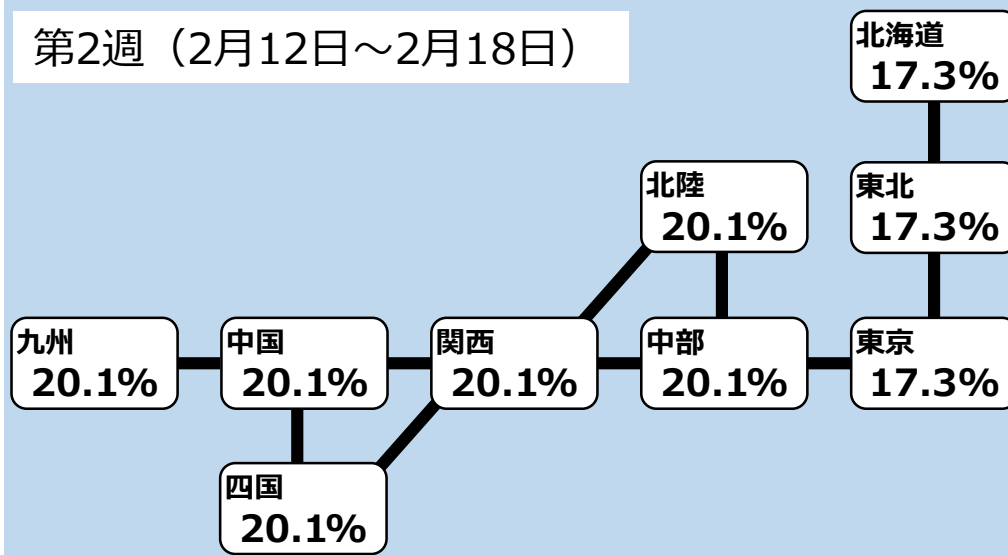 第2週（2月12日～2月18日）
北海道
17.3%
北陸
20.1%
東北
17.3%
九州
20.1%
中国
20.1%
関西
20.1%
中部
20.1%
東京
17.3%
四国
20.1%